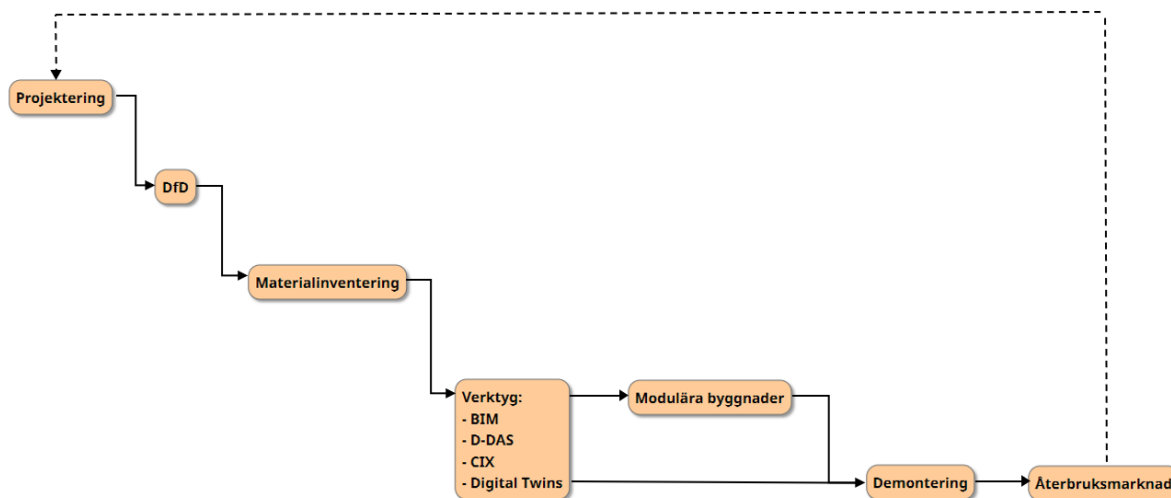 Projektering
DfD
Materialinventering
Verktyg:
- BIM
- D-DAS
- CIX
- Digital Twins
Modulära byggnader
Demontering
Återbruksmarknad